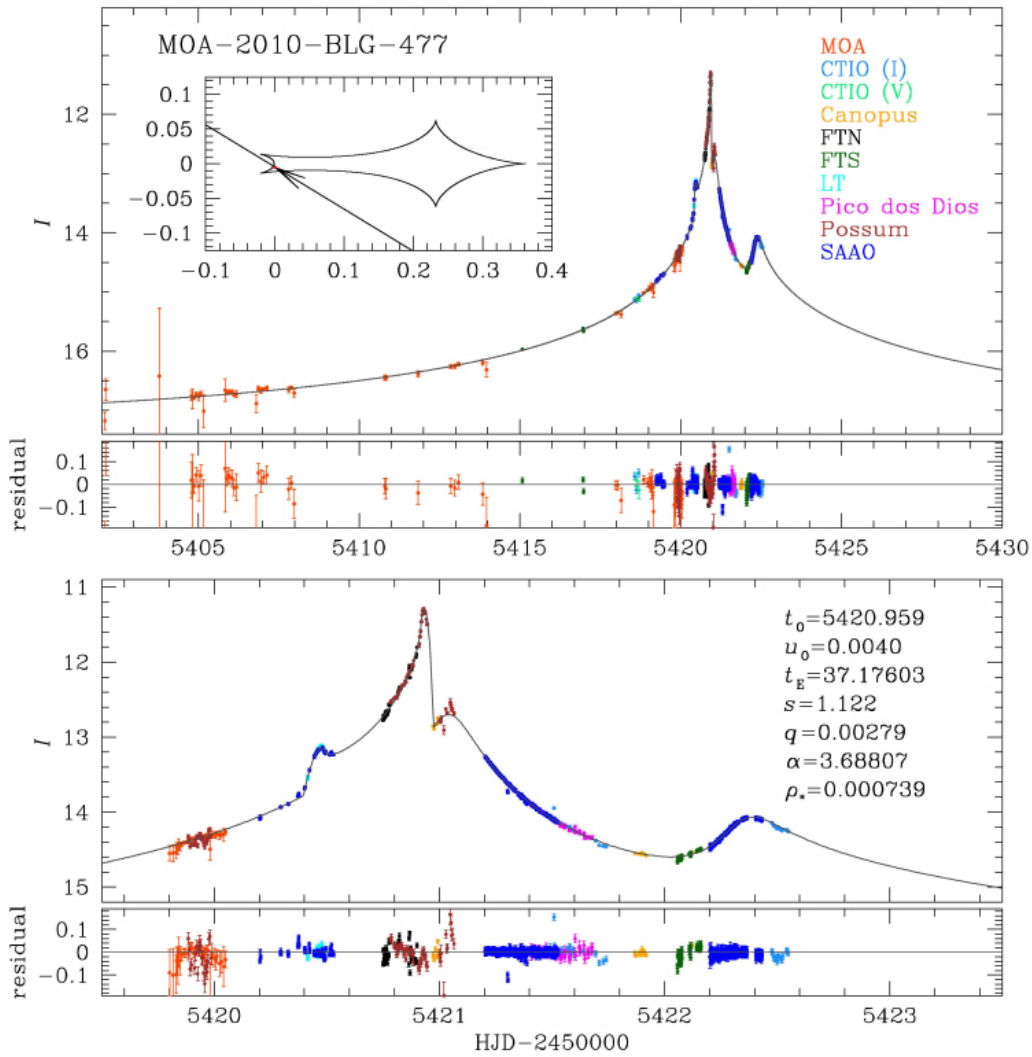 MOA-2010-BLG-477
MOA
CTIO (I)
CTIO (V)
Canopus
FTN
FTS
LT
Pico dos Dios
Possum
SAAO
0.1
0.05
0
-0.05
-0.1
-0.1 0 0.1 0.2 0.3 0.4
I
12
14
16
residual
0.1
0
-0.1
5405 5410 5415 5420 5425 5430
I
11
12
13
14
15
t₀=5420.959
u₀=0.0040
t_E=37.17603
s=1.122
q=0.00279
α=3.68807
ρ*=0.000739
residual
0.1
0
-0.1
5420 5421 5422 5423
HJD-2450000